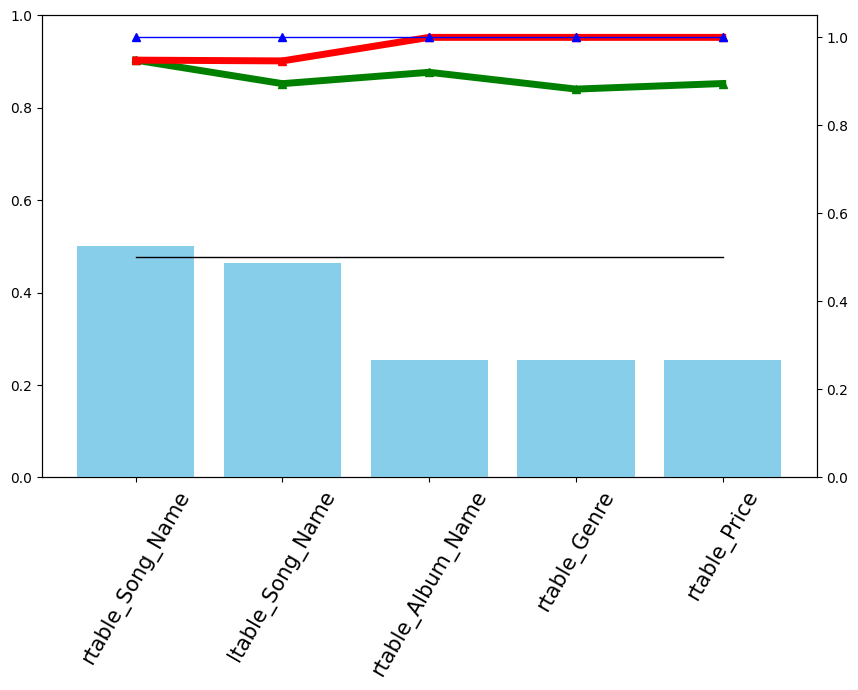 1.0
0.8
0.6
0.4
0.2
0.0
1.0
0.8
0.6
0.4
0.2
0.0
rtable_Song_Name
ltable_Song_Name
rtable_Album_Name
rtable_Genre
rtable_Price